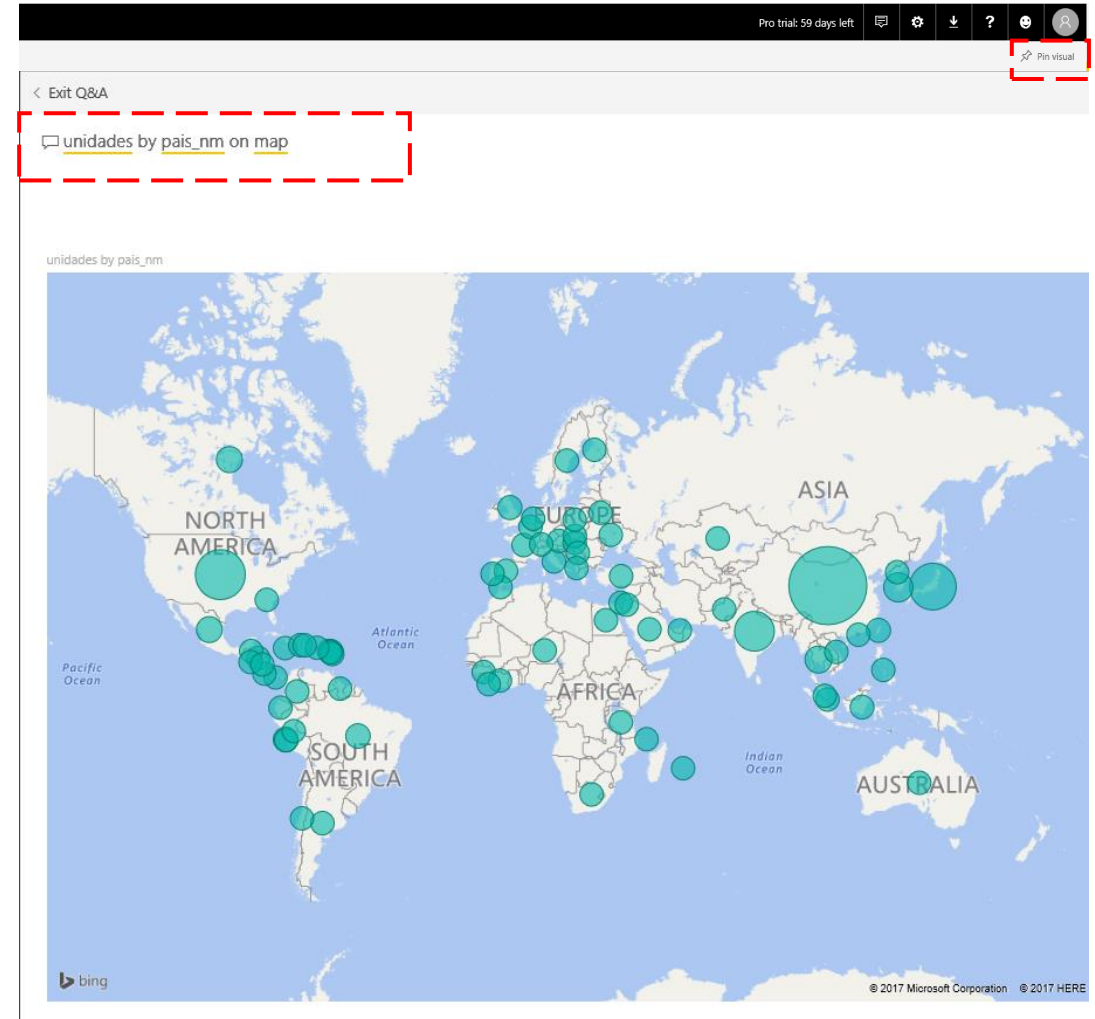 Pro trial: 59 days left
Pin visual
Exit Q&A
unidades by pais_nm on map
unidades by pais_nm
ASIA
EUROPE
NORTH
AMERICA
Atlantic
Ocean
Pacific
Ocean
AFRICA
SOUTH
AMERICA
Indian
Ocean
AUSTRALIA
bing
© 2017 Microsoft Corporation © 2017 HERE